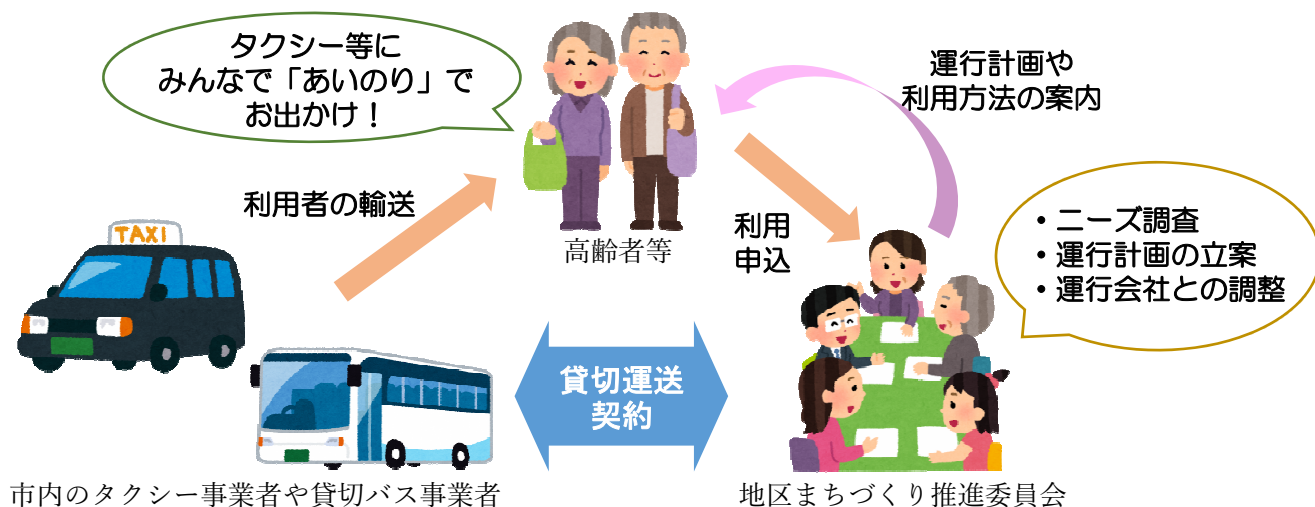 タクシー等に
みんなで「あいのり」で
お出かけ！
運行計画や
利用方法の案内
利用者の輸送
TAXI
高齢者等
利用
申込
・ニーズ調査
・運行計画の立案
・運行会社との調整
貸切運送
契約
市内のタクシー事業者や貸切バス事業者
地区まちづくり推進委員会